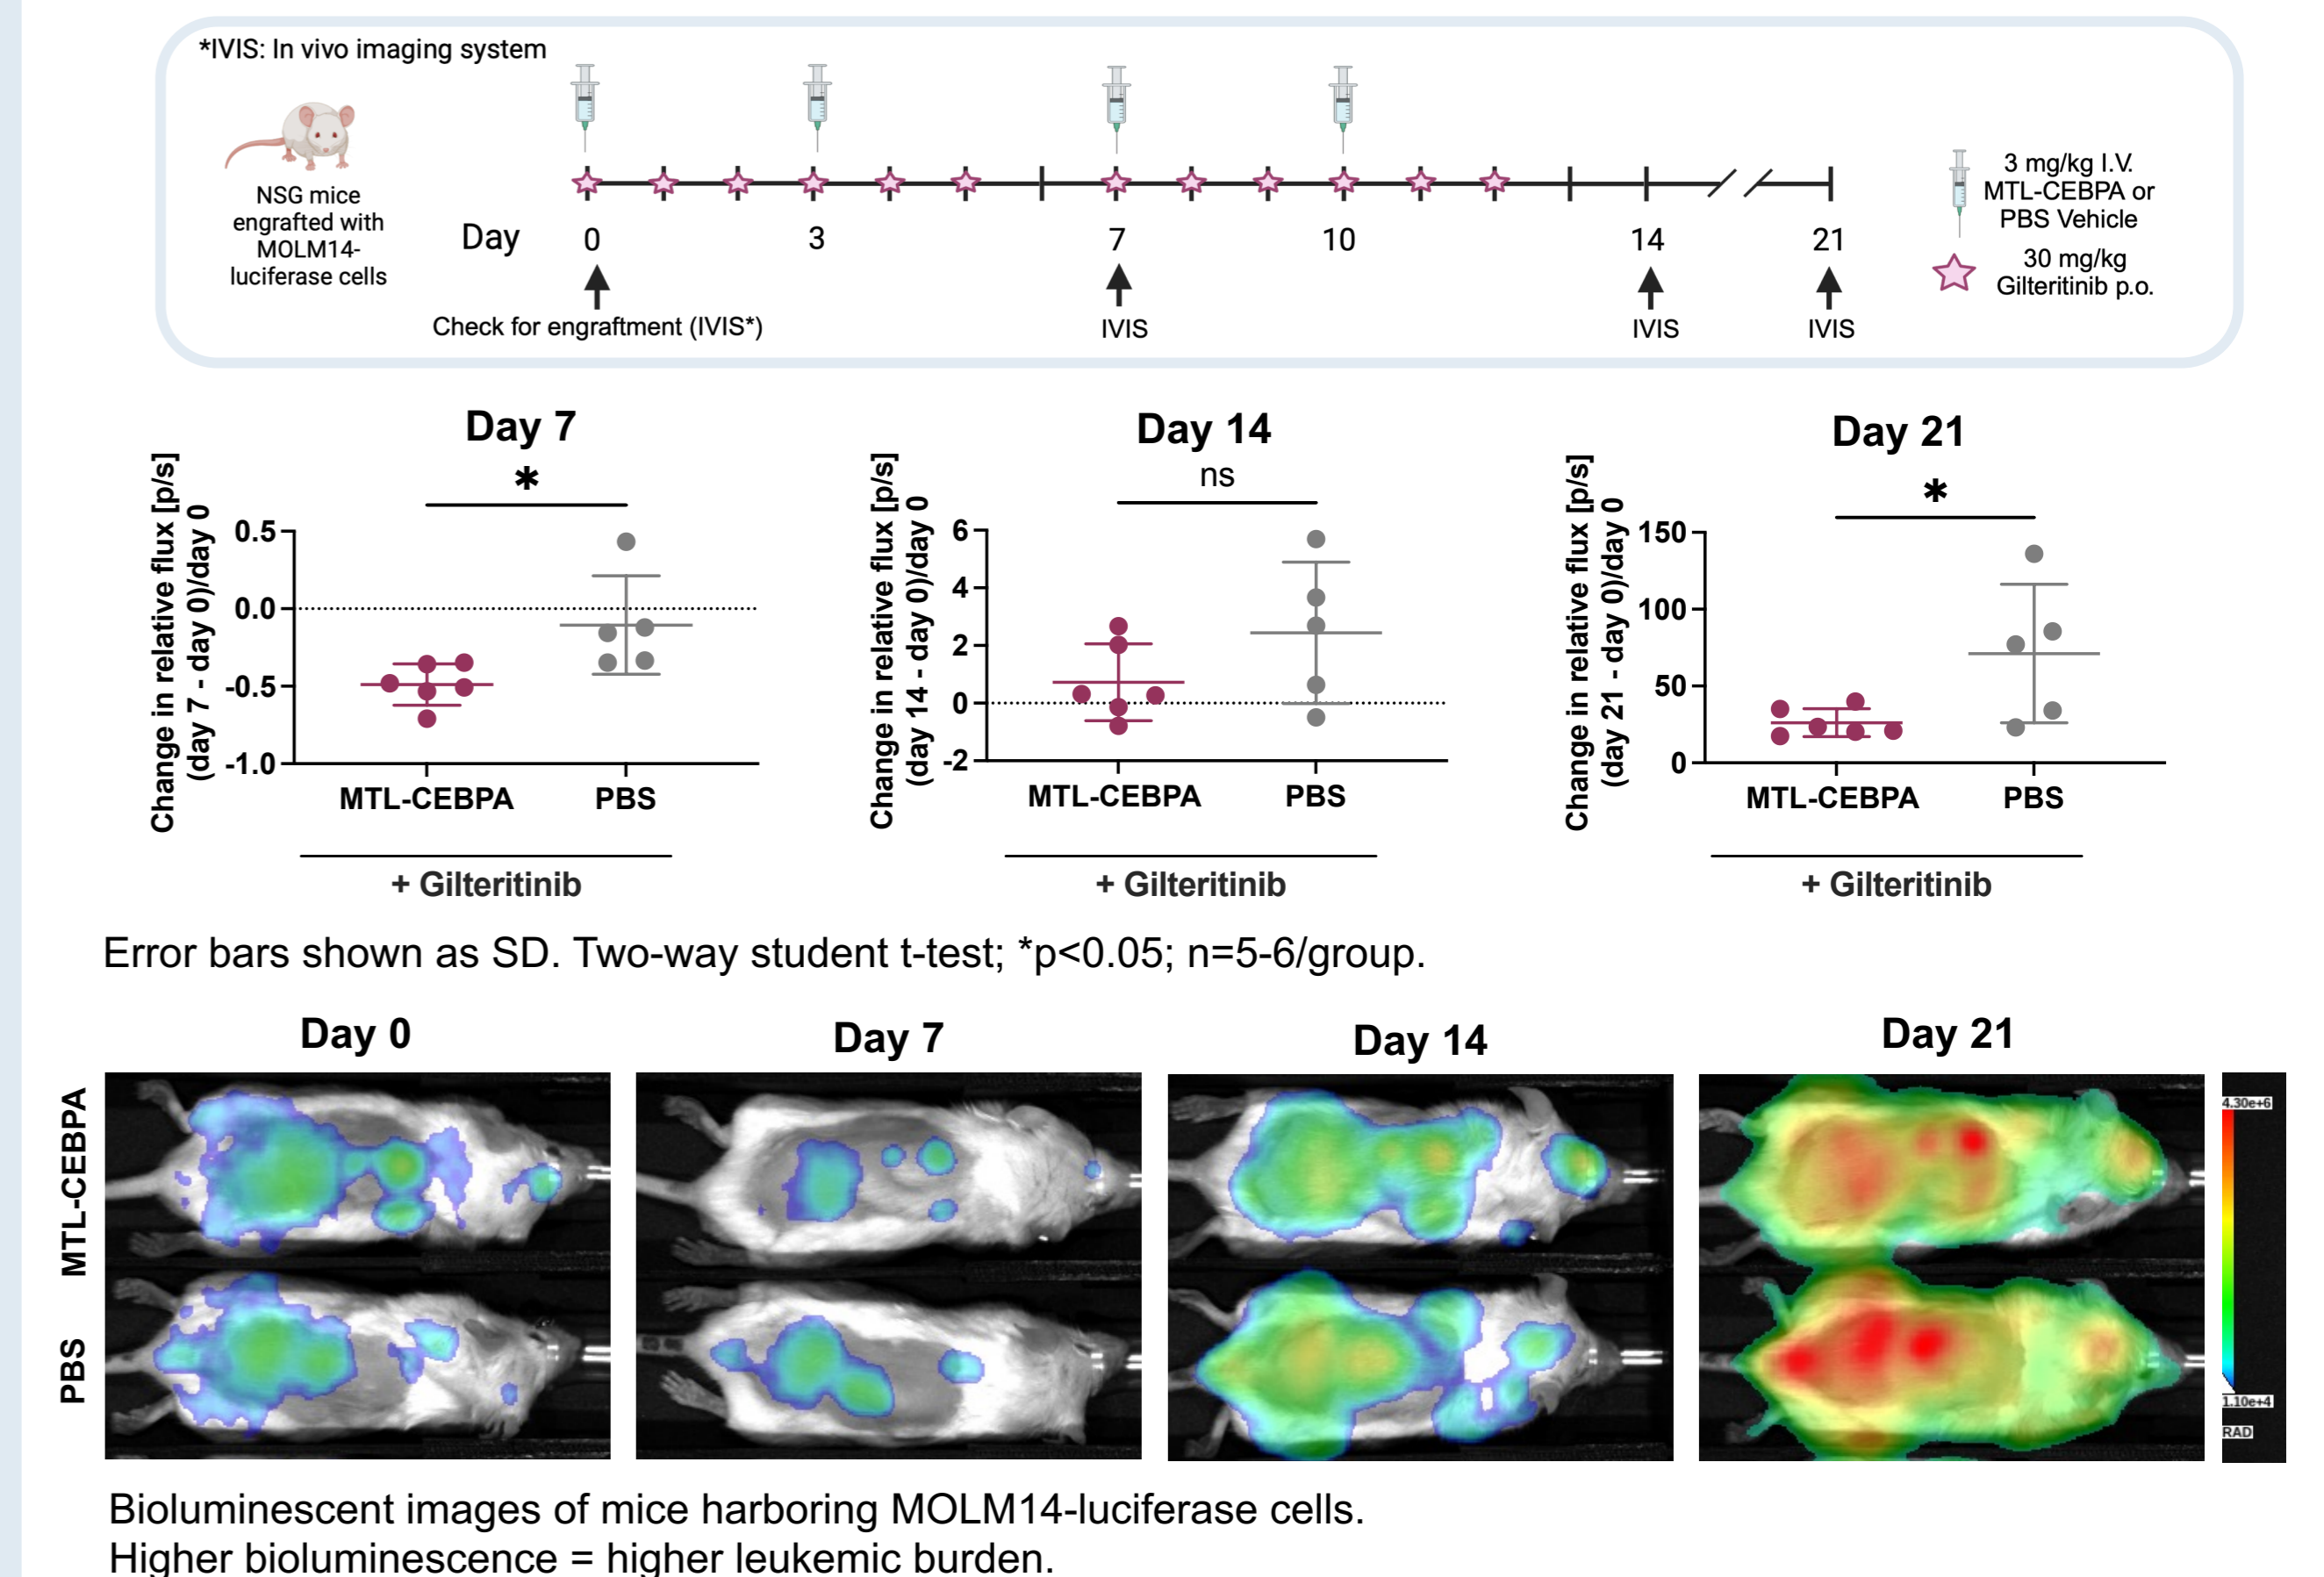 *IVIS: In vivo imaging system
NSG mice
engrafted with
MOLM14-
luciferase cells
Day
0
3
7
10
14
21
Check for engraftment (IVIS*)
IVIS
IVIS
IVIS
3 mg/kg I.V.
MTL-CEBPA or
PBS Vehicle
30 mg/kg
Gilteritinib p.o.
Day 7
*
Change in relative flux [p/s]
(day 7 - day 0)/day 0
0.5
0.0
-0.5
-1.0
MTL-CEBPA
PBS
+ Gilteritinib
Day 14
ns
Change in relative flux [p/s]
(day 14 - day 0)/day 0
6
4
2
0
-2
MTL-CEBPA
PBS
+ Gilteritinib
Day 21
*
Change in relative flux [p/s]
(day 21 - day 0)/day 0
150
100
50
0
MTL-CEBPA
PBS
+ Gilteritinib
Error bars shown as SD. Two-way student t-test; *p<0.05; n=5-6/group.
Day 0
Day 7
Day 14
Day 21
MTL-CEBPA
PBS
4.30e+6
1.10e+4
RAD
Bioluminescent images of mice harboring MOLM14-luciferase cells.
Higher bioluminescence = higher leukemic burden.